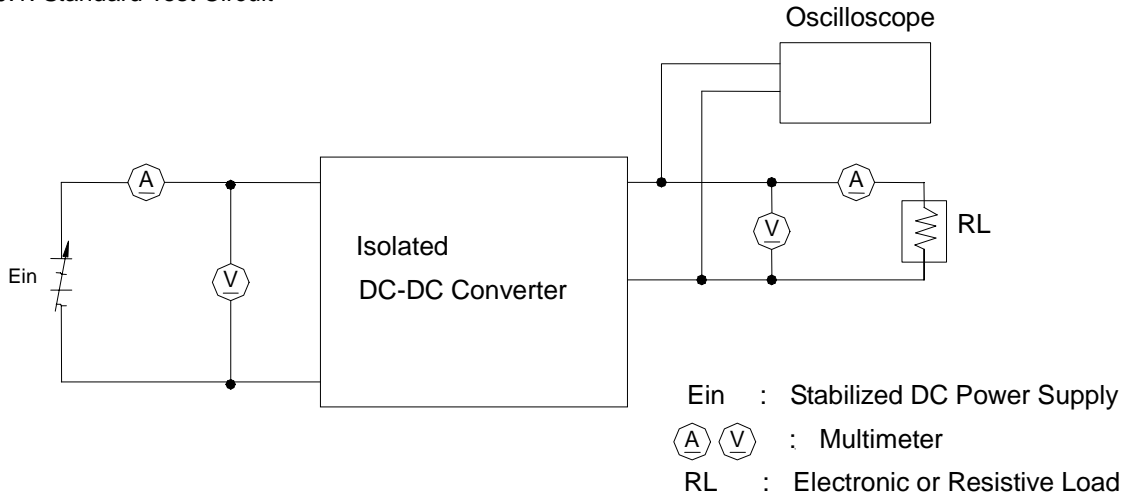 Oscilloscope
A
A
V
RL
Isolated
DC-DC Converter
Ein
V
Ein : Stabilized DC Power Supply
A V : Multimeter
RL : Electronic or Resistive Load